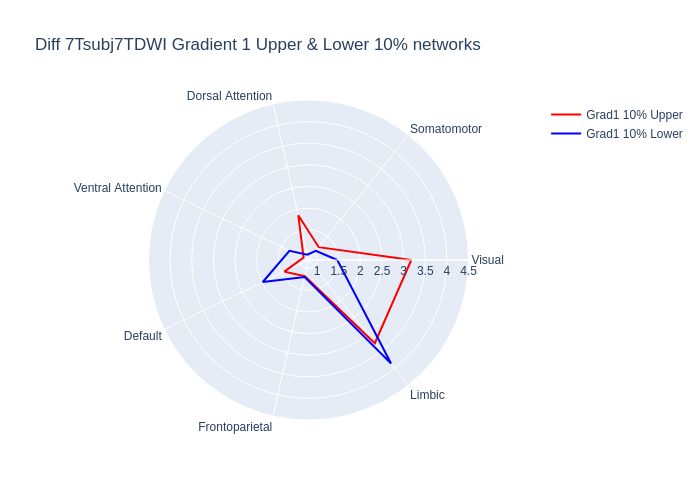 Diff 7Tsubj7TDWI Gradient 1 Upper & Lower 10% networks
Dorsal Attention
Somatomotor
Grad1 10% Upper
Grad1 10% Lower
Ventral Attention
Visual
1 1.5 2 2.5 3 3.5 4 4.5
Default
Limbic
Frontoparietal